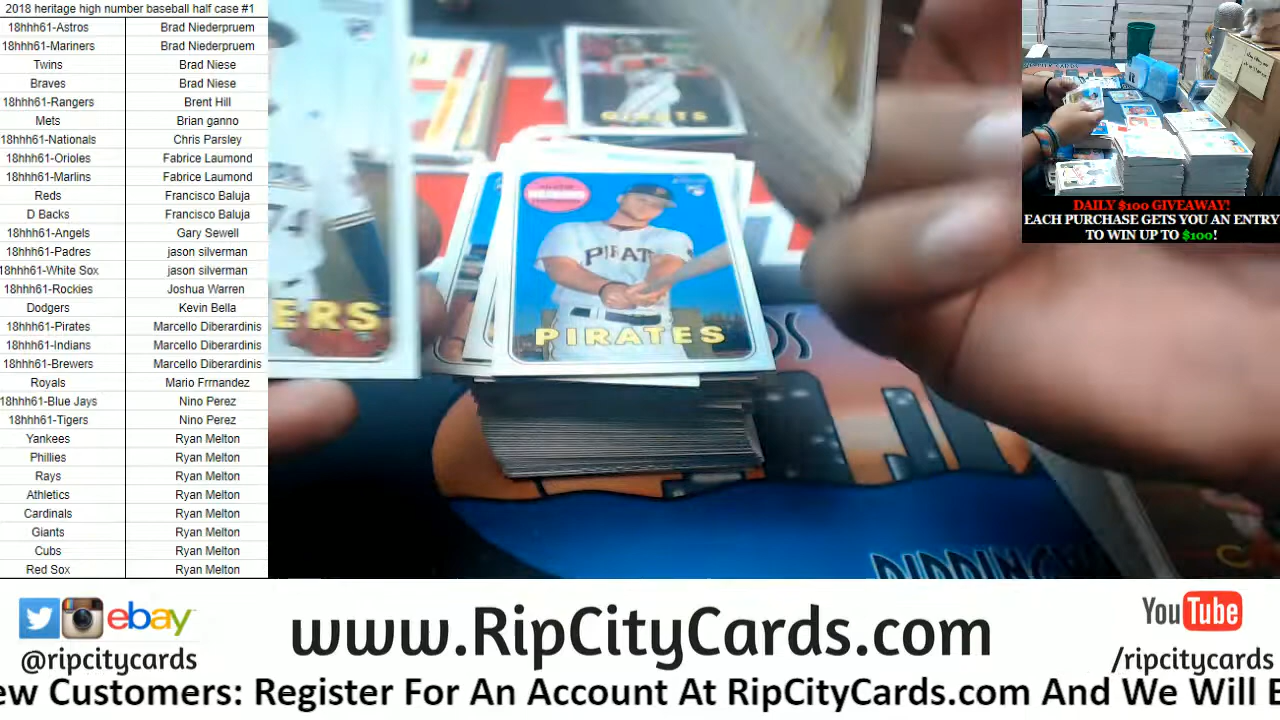 2018 heritage high number baseball half case #1
18hhh61-Astros Brad Niederpruem
18hhh61-Mariners Brad Niederpruem
Twins Brad Niese
Braves Brad Niese
18hhh61-Rangers Brent Hill
Mets Brian ganno
18hhh61-Nationals Chris Parsley
18hhh61-Orioles Fabrice Laumond
18hhh61-Marlins Fabrice Laumond
Reds Francisco Baluja
D Backs Francisco Baluja
18hhh61-Angels Gary Sewell
18hhh61-Padres jason silverman
18hhh61-White Sox jason silverman
18hhh61-Rockies Joshua Warren
Dodgers Kevin Bella
18hhh61-Pirates Marcello Diberardinis
18hhh61-Indians Marcello Diberardinis
18hhh61-Brewers Marcello Diberardinis
Royals Mario Frrnandez
18hhh61-Blue Jays Nino Perez
18hhh61-Tigers Nino Perez
Yankees Ryan Melton
Phillies Ryan Melton
Rays Ryan Melton
Athletics Ryan Melton
Cardinals Ryan Melton
Giants Ryan Melton
Cubs Ryan Melton
Red Sox Ryan Melton
GIANTS
PIRATES
PIRATES
ERS
DAILY $100 GIVEAWAY!
EACH PURCHASE GETS YOU AN ENTRY
TO WIN UP TO $100!
ebay
@ripcitycards
www.RipCityCards.com
YouTube
/ripcitycards
ew Customers: Register For An Account At RipCityCards.com And We Will E